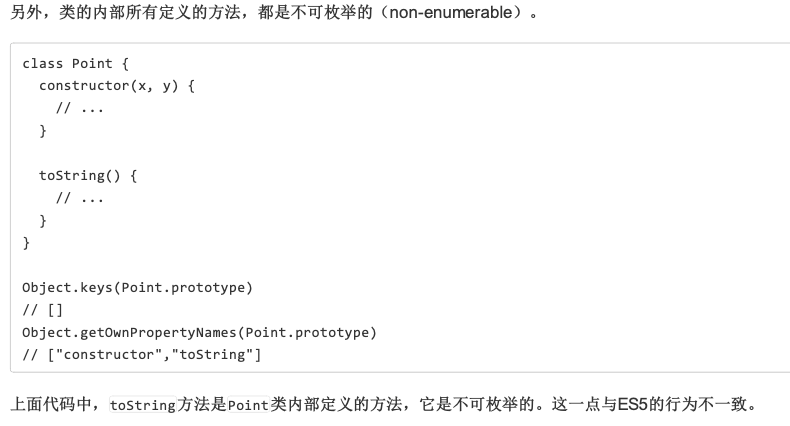 另外，类的内部所有定义的方法，都是不可枚举的（non-enumerable）。
class Point {
  constructor(x, y) {
    // ...
  }
  toString() {
    // ...
  }
}
Object.keys(Point.prototype)
// []
Object.getOwnPropertyNames(Point.prototype)
// ["constructor","toString"]
上面代码中，toString方法是Point类内部定义的方法，它是不可枚举的。这一点与ES5的行为不一致。